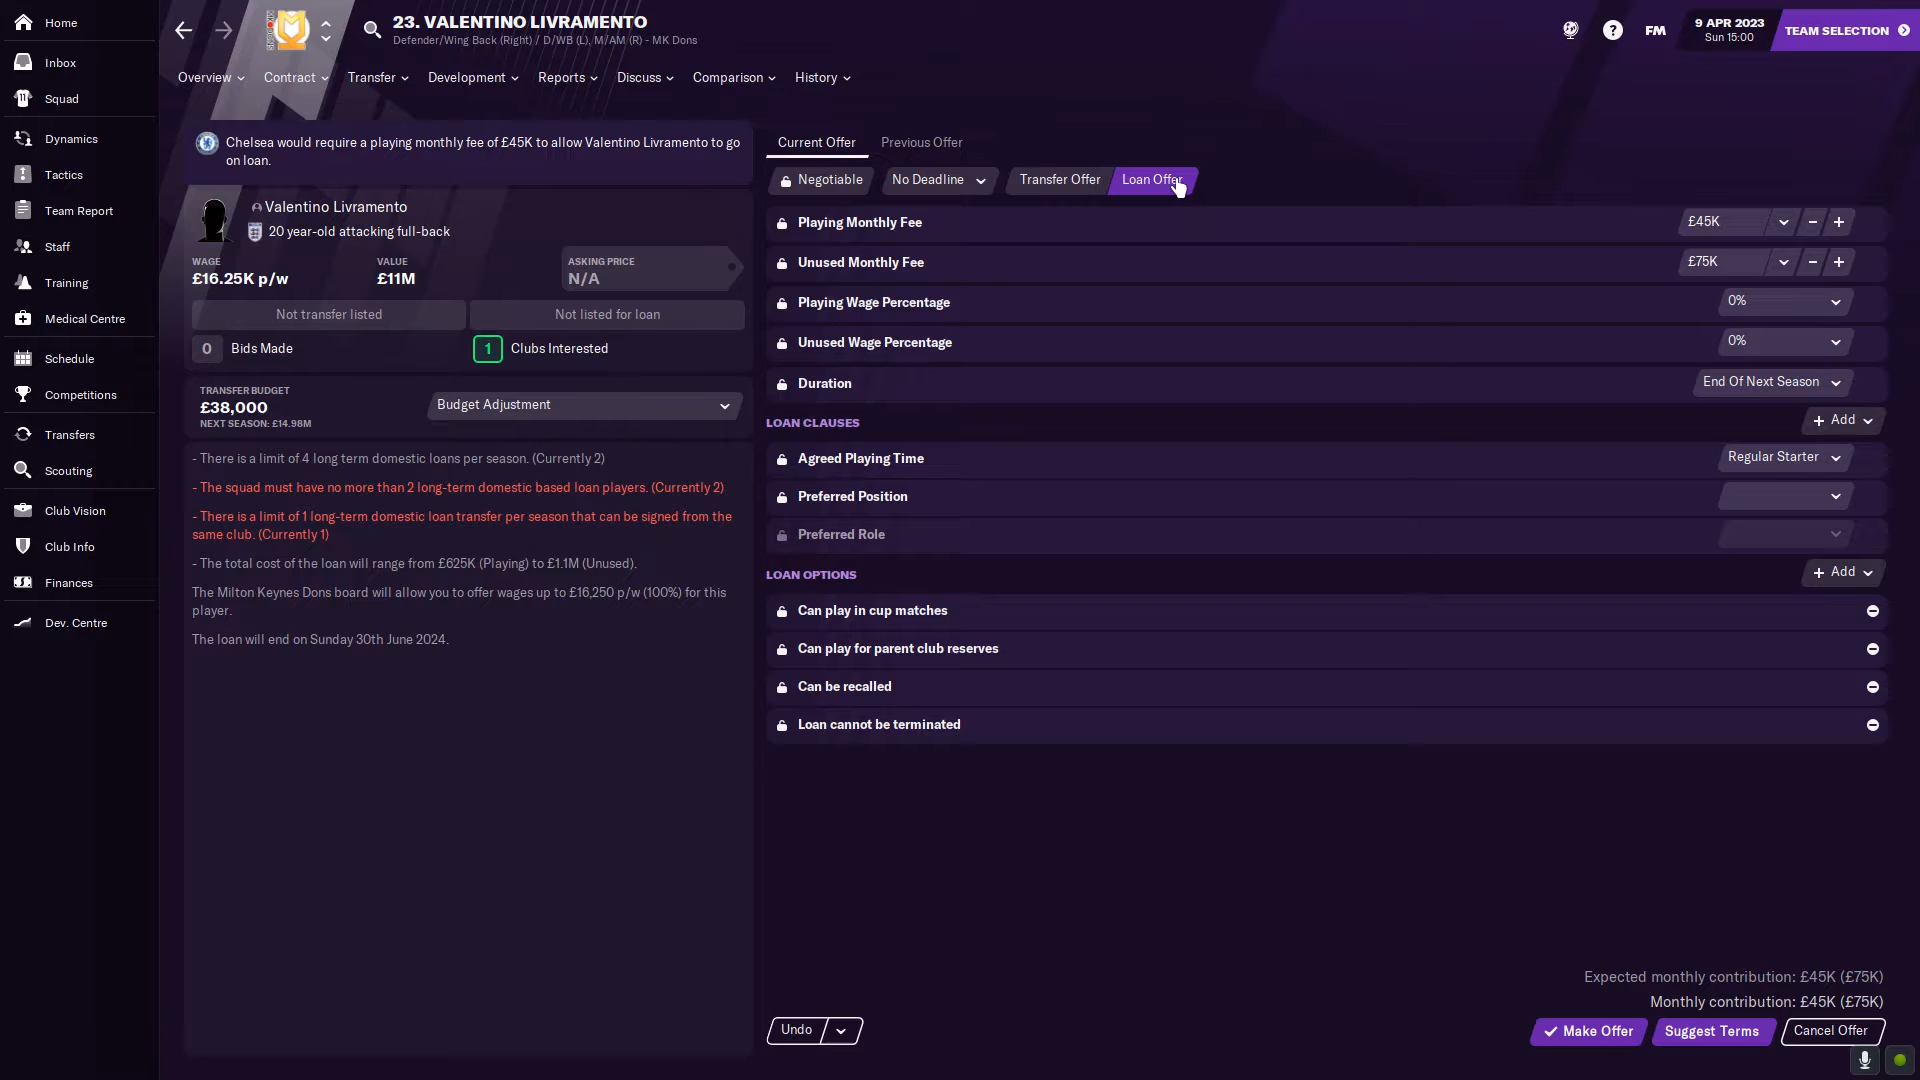 Home
Inbox
Squad
Dynamics
Tactics
Team Report
Staff
Training
Medical Centre
Schedule
Competitions
Transfers
Scouting
Club Vision
Club Info
Finances
Dev. Centre
23. VALENTINO LIVRAMENTO
Defender/Wing Back (Right) / D/WB (L), M/AM (R) - MK Dons
FM
9 APR 2023
Sun 15:00
TEAM SELECTION
Overview
Contract
Transfer
Development
Reports
Discuss
Comparison
History
Chelsea would require a playing monthly fee of £45K to allow Valentino Livramento to go
on loan.
Valentino Livramento
20 year-old attacking full-back
WAGE
£16.25K p/w
VALUE
£11M
ASKING PRICE
N/A
Not transfer listed
Not listed for loan
0 Bids Made
1 Clubs Interested
TRANSFER BUDGET
£38,000
NEXT SEASON: £14.98M
Budget Adjustment
- There is a limit of 4 long term domestic loans per season. (Currently 2)
- The squad must have no more than 2 long-term domestic based loan players. (Currently 2)
- There is a limit of 1 long-term domestic loan transfer per season that can be signed from the
same club. (Currently 1)
- The total cost of the loan will range from £625K (Playing) to £1.1M (Unused).
The Milton Keynes Dons board will allow you to offer wages up to £16,250 p/w (100%) for this
player.
The loan will end on Sunday 30th June 2024.
Current Offer
Previous Offer
Negotiable
No Deadline
Transfer Offer
Loan Offer
Playing Monthly Fee £45K
Unused Monthly Fee £75K
Playing Wage Percentage 0%
Unused Wage Percentage 0%
Duration End Of Next Season
LOAN CLAUSES + Add
Agreed Playing Time Regular Starter
Preferred Position
Preferred Role
LOAN OPTIONS + Add
Can play in cup matches
Can play for parent club reserves
Can be recalled
Loan cannot be terminated
Expected monthly contribution: £45K (£75K)
Monthly contribution: £45K (£75K)
Undo
Make Offer
Suggest Terms
Cancel Offer